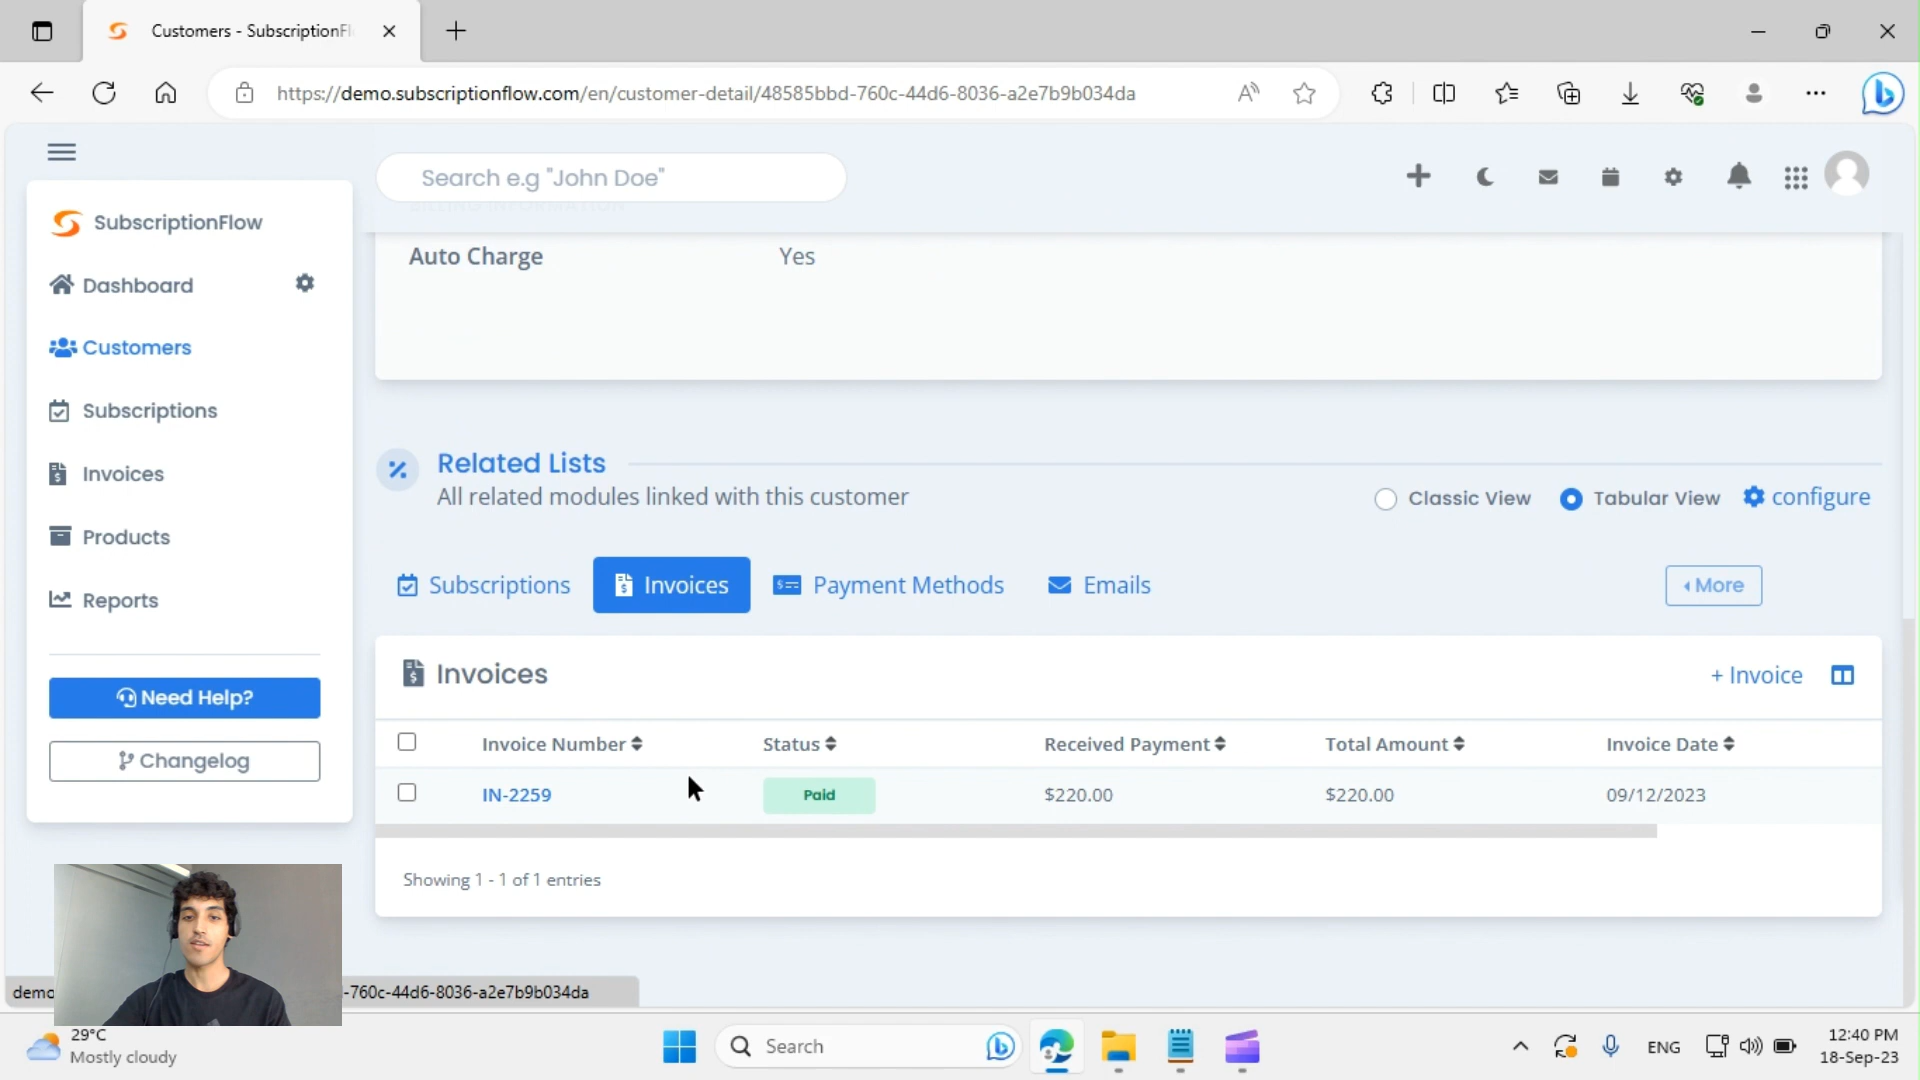 Customers - SubscriptionFl
https://demo.subscriptionflow.com/en/customer-detail/48585bbd-760c-44d6-8036-a2e7b9b034da
Search e.g "John Doe"
BILLING INFORMATION
SubscriptionFlow
Dashboard
Customers
Subscriptions
Invoices
Products
Reports
Need Help?
Changelog
Auto Charge Yes
Related Lists
All related modules linked with this customer
Classic View Tabular View configure
Subscriptions Invoices Payment Methods Emails More
Invoices
+ Invoice
Invoice Number Status Received Payment Total Amount Invoice Date
IN-2259 Paid $220.00 $220.00 09/12/2023
Showing 1 - 1 of 1 entries
demo
-760c-44d6-8036-a2e7b9b034da
29°C
Mostly cloudy
Search
ENG
12:40 PM
18-Sep-23